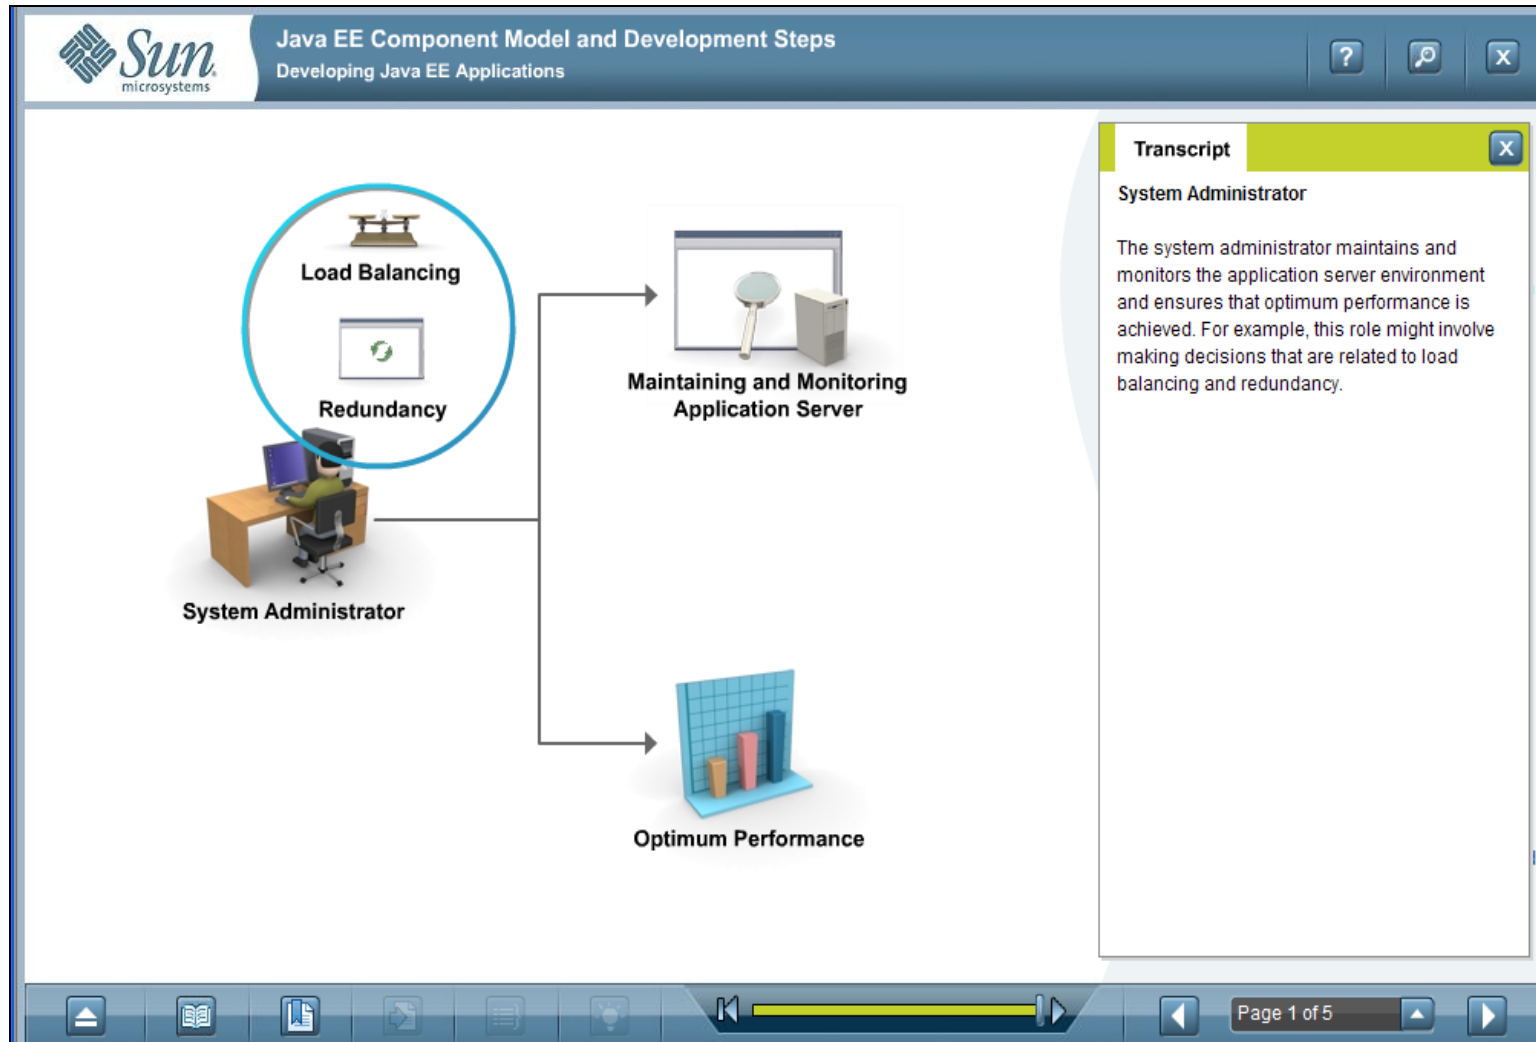 Sun
microsystems
Java EE Component Model and Development Steps
Developing Java EE Applications
?
X
Load Balancing
Redundancy
System Administrator
Maintaining and Monitoring
Application Server
Optimum Performance
Transcript
X
System Administrator
The system administrator maintains and
monitors the application server environment
and ensures that optimum performance is
achieved. For example, this role might involve
making decisions that are related to load
balancing and redundancy.
Page 1 of 5